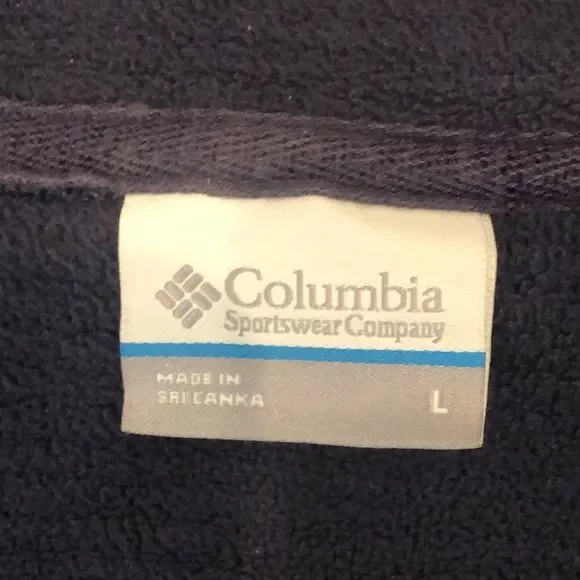 Columbia
Sportswear Company
MADE IN
SRI LANKA
L